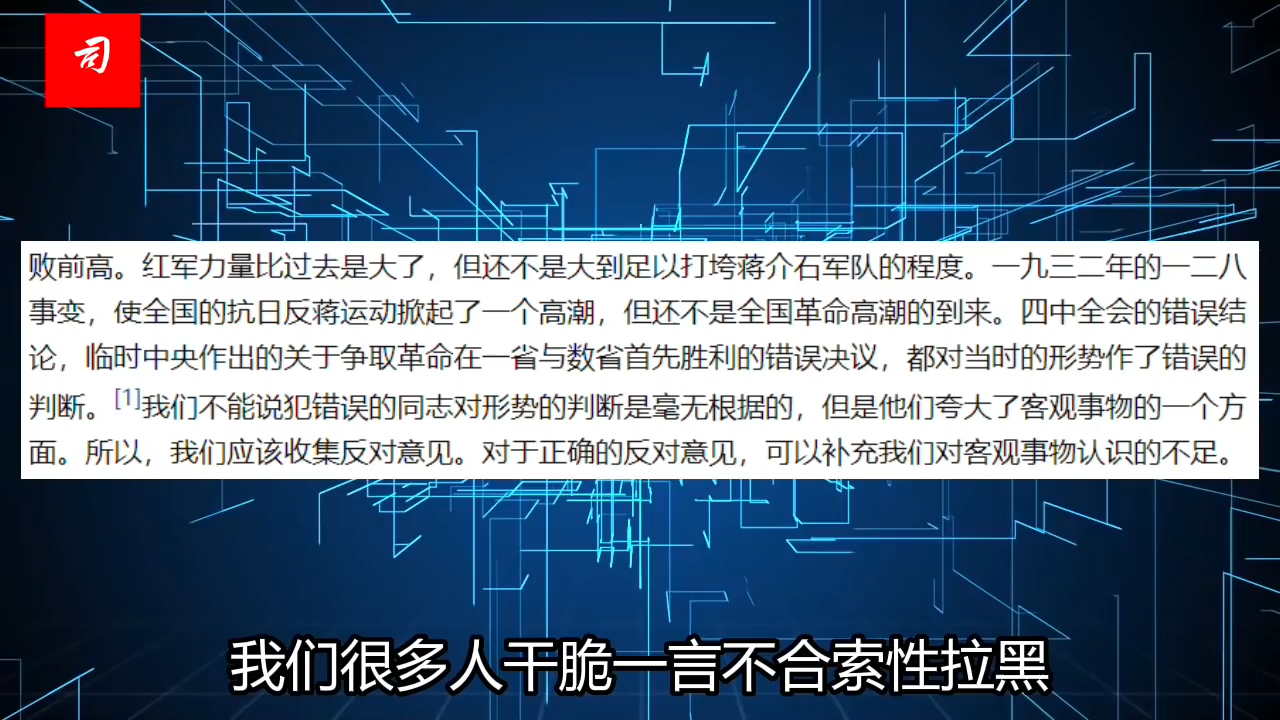 司
败前高。红军力量比过去是大了，但还不是大到足以打垮蒋介石军队的程度。一九三二年的一二八
事变，使全国的抗日反蒋运动掀起了一个高潮，但还不是全国革命高潮的到来。四中全会的错误结
论，临时中央作出的关于争取革命在一省与数省首先胜利的错误决议，都对当时的形势作了错误的
判断。[1]我们不能说犯错误的同志对形势的判断是毫无根据的，但是他们夸大了客观事物的一个方
面。所以，我们应该收集反对意见。对于正确的反对意见，可以补充我们对客观事物认识的不足。
我们很多人干脆一言不合索性拉黑